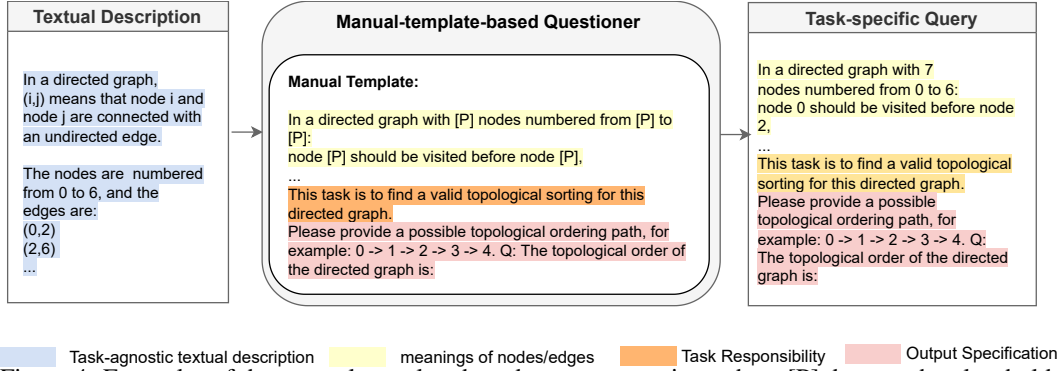 Textual Description
In a directed graph,
(i,j) means that node i and
node j are connected with
an undirected edge.
The nodes are numbered
from 0 to 6, and the
edges are:
(0,2)
(2,6)
...
Manual-template-based Questioner
Manual Template:
In a directed graph with [P] nodes numbered from [P] to
[P]:
node [P] should be visited before node [P],
...
This task is to find a valid topological sorting for this
directed graph.
Please provide a possible topological ordering path, for
example: 0 -> 1 -> 2 -> 3 -> 4. Q: The topological order of
the directed graph is:
Task-specific Query
In a directed graph with 7
nodes numbered from 0 to 6:
node 0 should be visited before node
2,
...
This task is to find a valid topological
sorting for this directed graph.
Please provide a possible
topological ordering path, for
example: 0 -> 1 -> 2 -> 3 -> 4. Q:
The topological order of the directed
graph is:
Task-agnostic textual description
meanings of nodes/edges
Task Responsibility
Output Specification